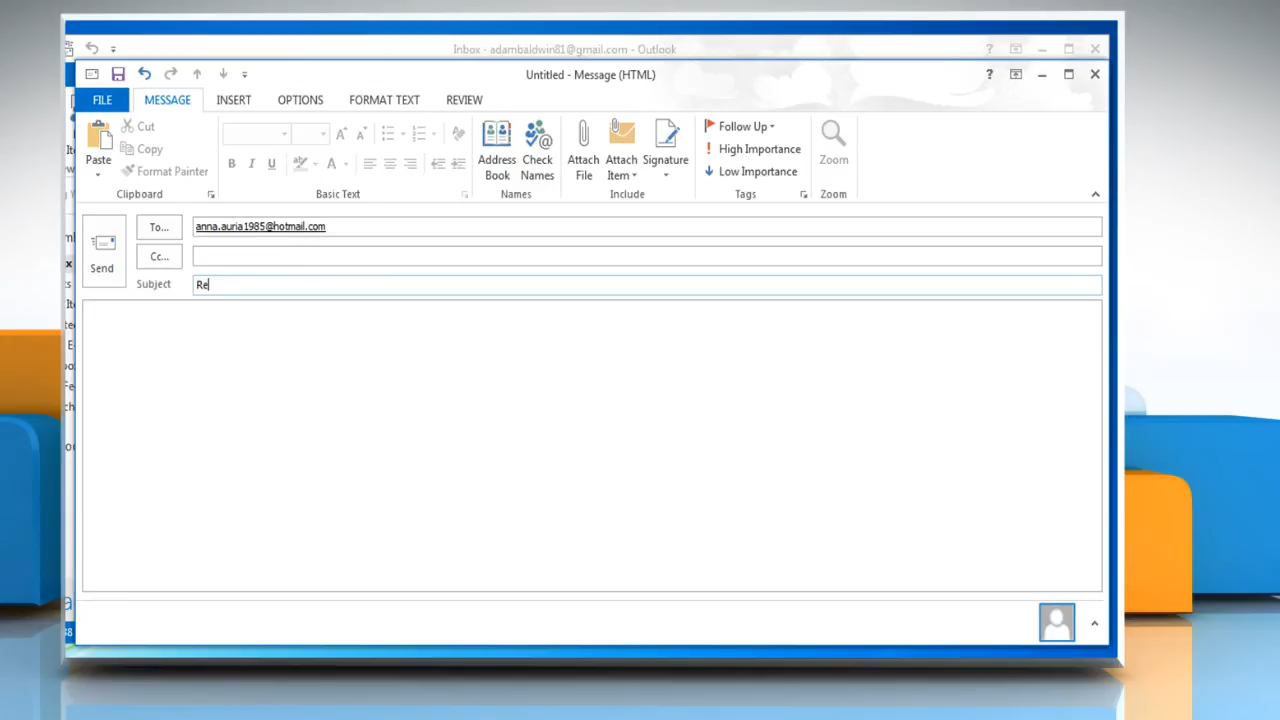 Inbox - adambaldwin81@gmail.com - Outlook
Untitled - Message (HTML)
FILE MESSAGE INSERT OPTIONS FORMAT TEXT REVIEW
Paste
Cut
Copy
Format Painter
Clipboard
B I U A
Basic Text
Address Book
Check Names
Names
Attach File
Attach Item
Signature
Include
Follow Up
High Importance
Low Importance
Tags
Zoom
Zoom
Send
To... anna.auria1985@hotmail.com
Cc...
Subject Re